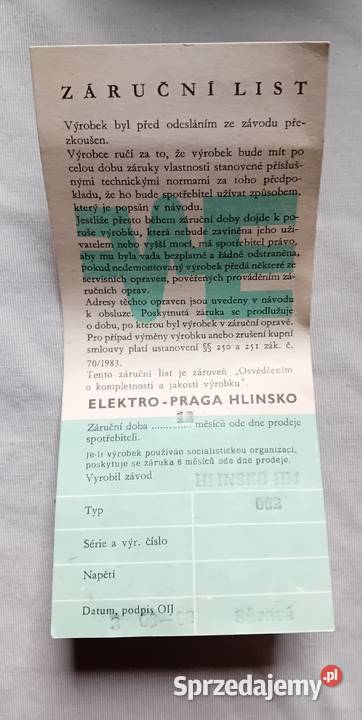 ZÁRUČNÍ LIST
Výrobek byl před odesláním ze závodu pře-
zkoušen.
Výrobce ručí za to, že výrobek bude mít po
celou dobu záruky vlastnosti stanovené přísluš-
nými technickými normami za toho předpo-
kladu, že ho bude spotřebitel užívat způsobem,
který je popsán v návodu.
Jestliže přesto během záruční doby dojde k po-
ruše výrobku, která nebude zaviněna jeho uži-
vatelem nebo vyšší mocí, má spotřebitel právo,
aby mu byla vada bezplatně a řádně odstraněna,
pokud nedemontovaný výrobek předá některé ze
servisních opraven, pověřených prováděním zá-
ručních oprav.
Adresy těchto opraven jsou uvedeny v návodu
k obsluze. Poskytnutá záruka se prodlužuje
o dobu, po kterou byl výrobek v záruční opravě.
Pro případ výměny výrobku anebo zrušení kupní
smlouvy platí ustanovení §§ 250 a 251 zák. č.
70/1983.
Tento záruční list je zároveň „Osvědčením
o kompletnosti a jakosti výrobku".
ELEKTRO-PRAGA HLINSKO
Záruční doba 12 měsíců ode dne prodeje
spotřebiteli.
Je-li výrobek používán socialistickou organizací,
poskytuje se záruka 6 měsíců ode dne prodeje.
Vyrobil závod HLINSKO
Typ 062
Série a výr. číslo
Napětí
Datum, podpis OŘJ
Sprzedajemy.pl